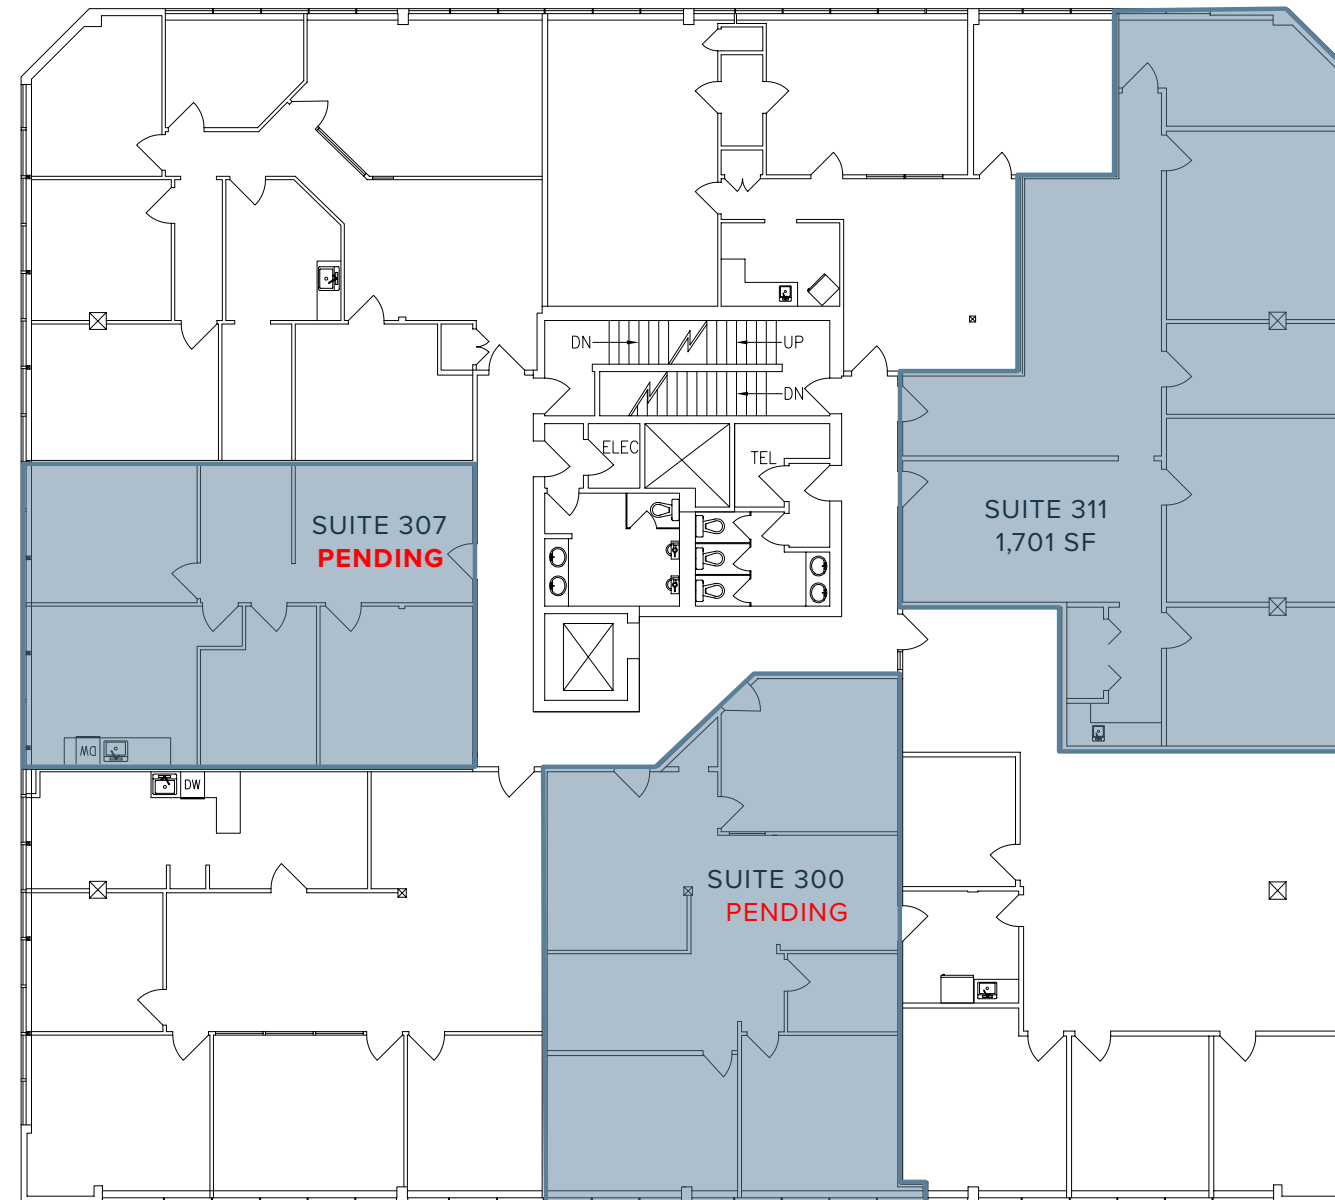 DN
UP
DN
ELEC
TEL
SUITE 307
PENDING
SUITE 311
1,701 SF
DW
DW
SUITE 300
PENDING